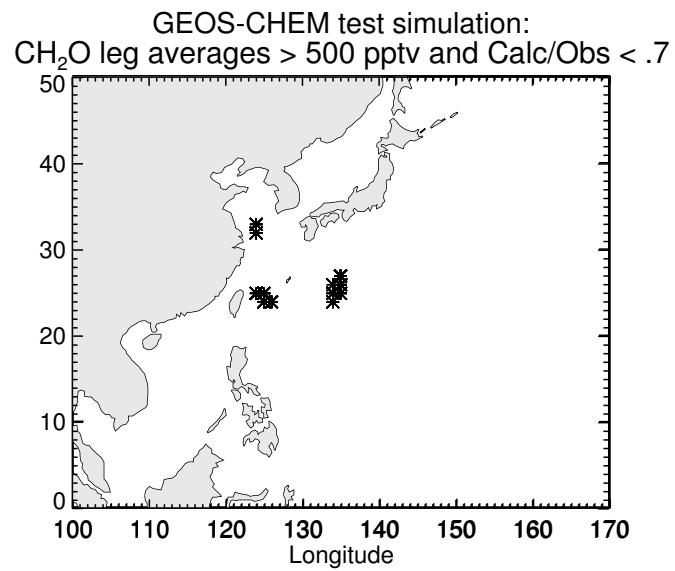 GEOS-CHEM test simulation:
CH₂O leg averages > 500 pptv and Calc/Obs < .7
50
40
30
20
10
0
100 110 120 130 140 150 160 170
Longitude